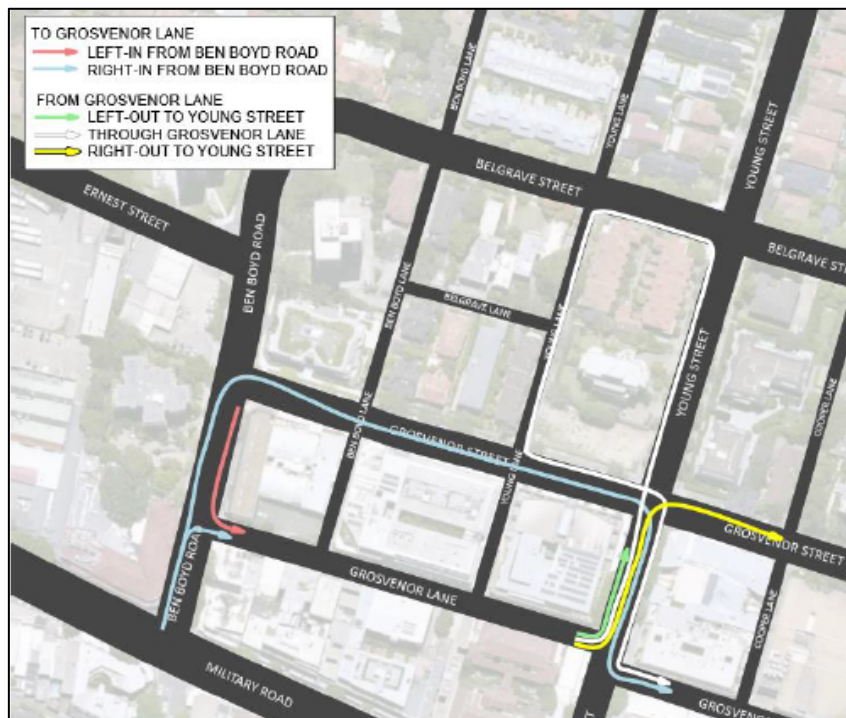 TO GROSVENOR LANE
LEFT-IN FROM BEN BOYD ROAD
RIGHT-IN FROM BEN BOYD ROAD
FROM GROSVENOR LANE
LEFT-OUT TO YOUNG STREET
THROUGH GROSVENOR LANE
RIGHT-OUT TO YOUNG STREET
BEN BOYD LANE
YOUNG LANE
YOUNG STREET
BELGRAVE STREET
ERNEST STREET
BEN BOYD ROAD
BELGRAVE ST
BEN BOYD LANE
BELGRAVE LANE
YOUNG LANE
YOUNG STREET
COOPER LANE
BEN BOYD LANE
GROSVENOR STREET
YOUNG LANE
GROSVENOR STREET
BEN BOYD ROA
GROSVENOR LANE
COOPER LANE
MILITARY ROAD
GROSVENO